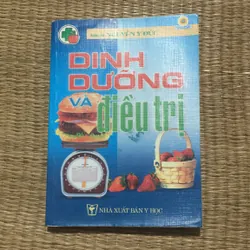 DINH
DƯỠNG
VÀ
điều trị
NHÀ XUẤT BẢN Y HỌC